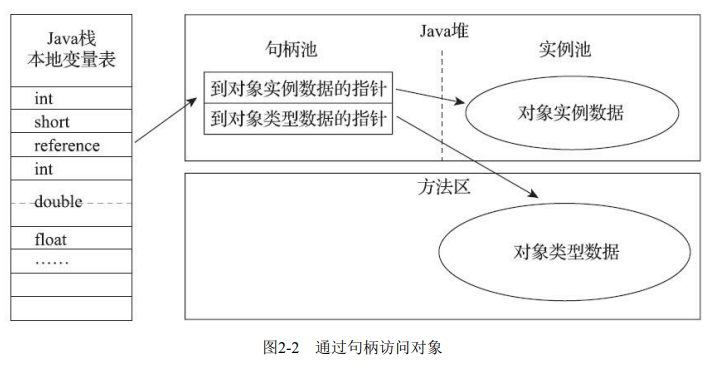 Java栈
本地变量表
int
short
reference
int
double
float
……
Java堆
句柄池
实例池
到对象实例数据的指针
到对象类型数据的指针
对象实例数据
方法区
对象类型数据
图2-2 通过句柄访问对象